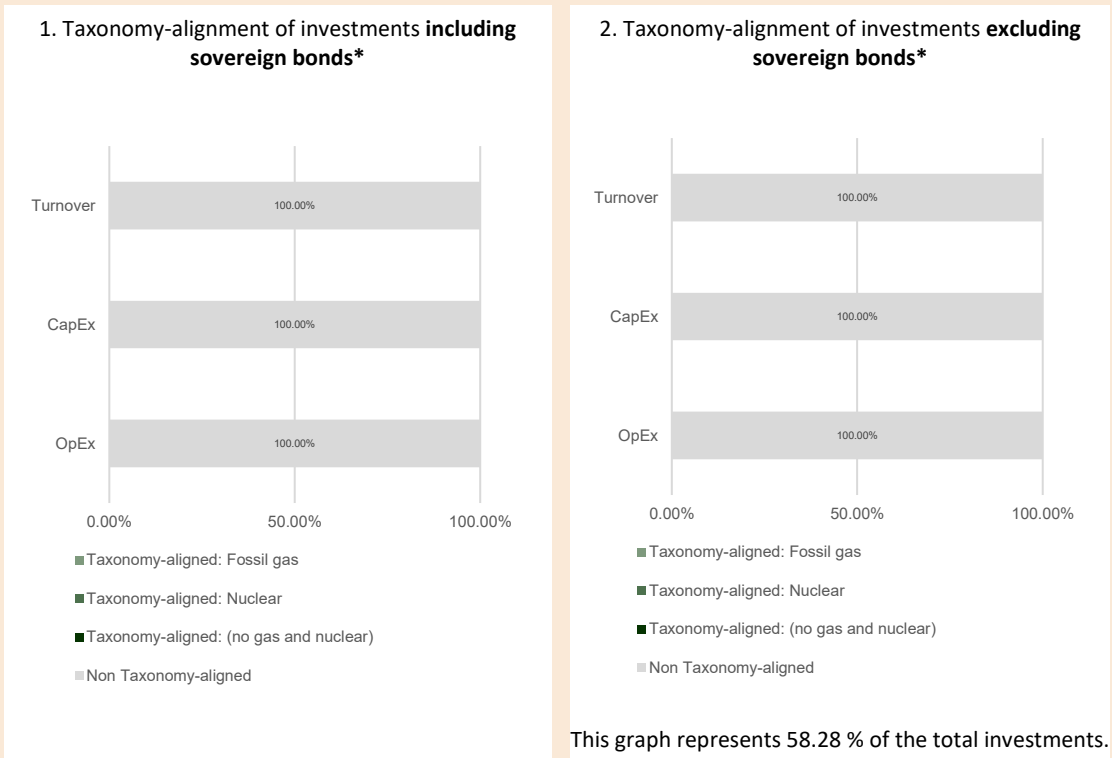 1. Taxonomy-alignment of investments including
sovereign bonds*
Turnover
100.00%
CapEx
100.00%
OpEx
100.00%
0.00%
50.00%
100.00%
Taxonomy-aligned: Fossil gas
Taxonomy-aligned: Nuclear
Taxonomy-aligned: (no gas and nuclear)
Non Taxonomy-aligned
2. Taxonomy-alignment of investments excluding
sovereign bonds*
Turnover
100.00%
CapEx
100.00%
OpEx
100.00%
0.00%
50.00%
100.00%
Taxonomy-aligned: Fossil gas
Taxonomy-aligned: Nuclear
Taxonomy-aligned: (no gas and nuclear)
Non Taxonomy-aligned
This graph represents 58.28 % of the total investments.